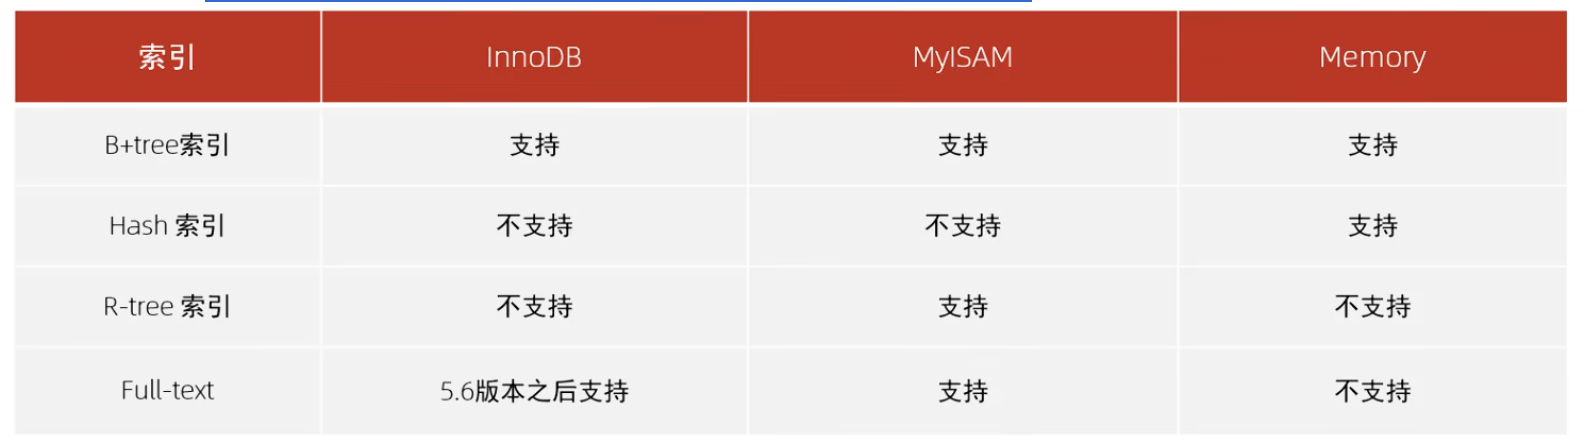 索引 InnoDB MyISAM Memory
B+tree索引 支持 支持 支持
Hash 索引 不支持 不支持 支持
R-tree 索引 不支持 支持 不支持
Full-text 5.6版本之后支持 支持 不支持